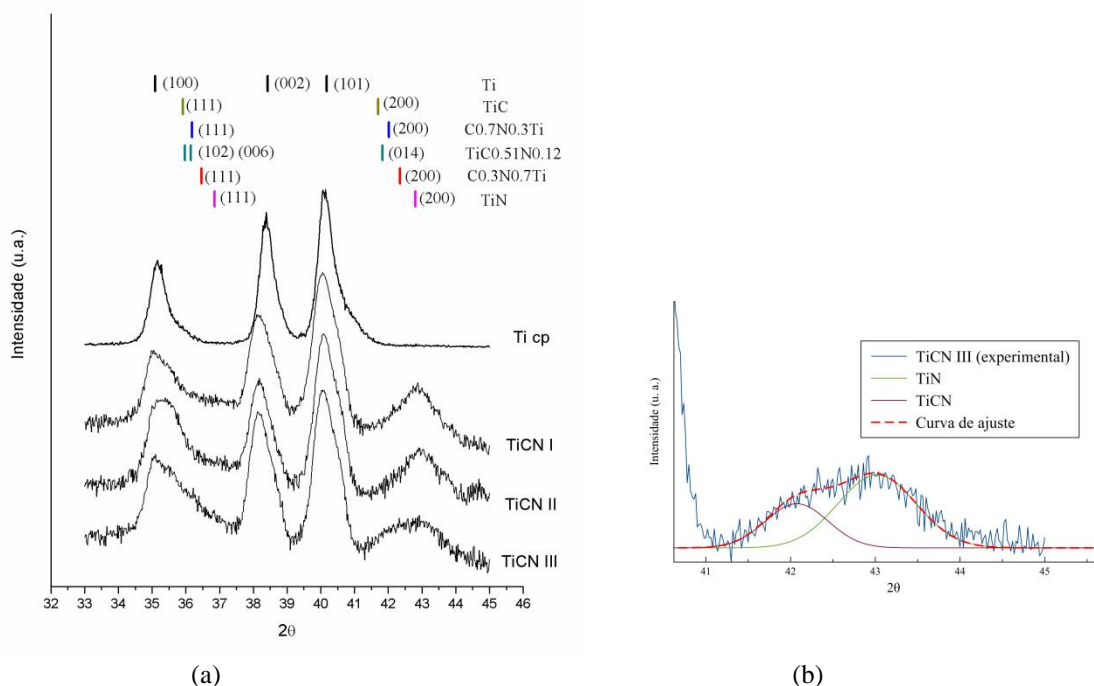 (100) (002) (101) Ti
(111) (200) TiC
(111) (200) C0.7N0.3Ti
(102) (006) (014) TiC0.51N0.12
(111) (200) C0.3N0.7Ti
(111) (200) TiN
Intensidade (u.a.)
Ti cp
TiCN I
TiCN II
TiCN III
32 33 34 35 36 37 38 39 40 41 42 43 44 45 46
2θ
(a)
TiCN III (experimental)
TiN
TiCN
Curva de ajuste
Intensidade (u. a.)
41 42 43 44 45
2θ
(b)